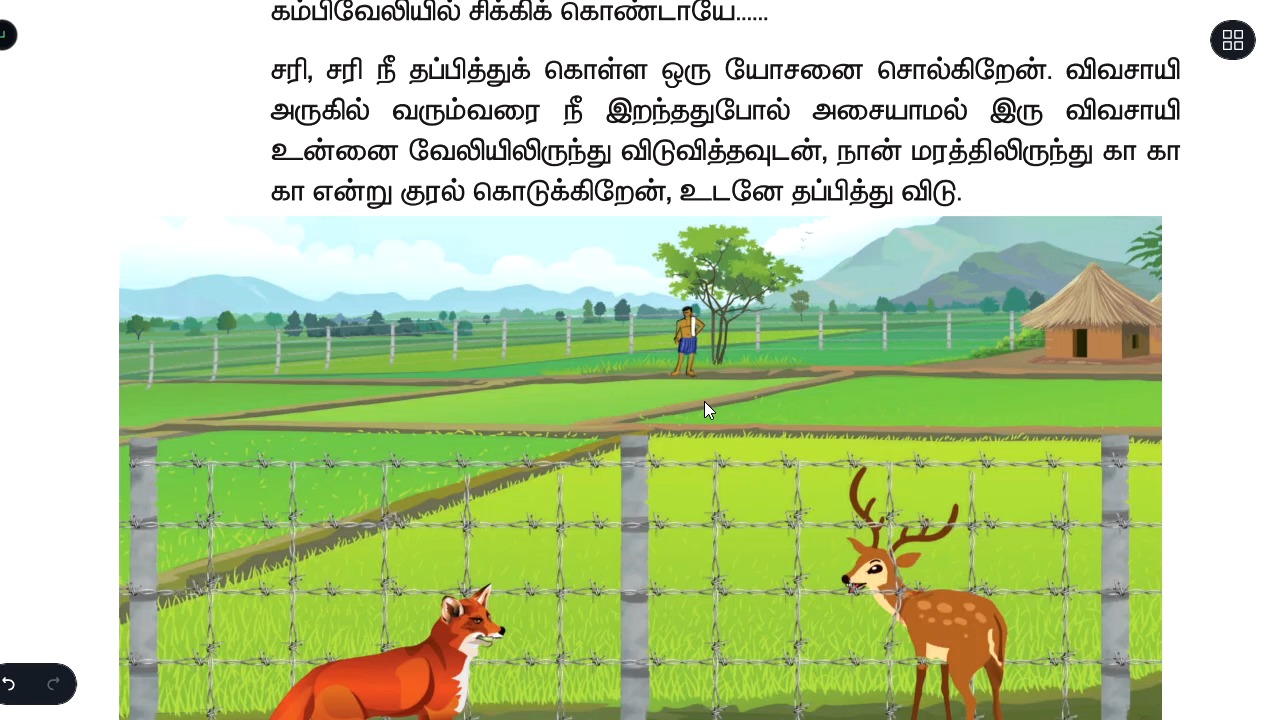 கம்பிவேலியில் சிக்கிக் கொண்டாயே......
சரி, சரி நீ தப்பித்துக் கொள்ள ஒரு யோசனை சொல்கிறேன். விவசாயி
அருகில் வரும்வரை நீ இறந்ததுபோல் அசையாமல் இரு விவசாயி
உன்னை வேலியிலிருந்து விடுவித்தவுடன், நான் மரத்திலிருந்து கா கா
கா என்று குரல் கொடுக்கிறேன், உடனே தப்பித்து விடு.